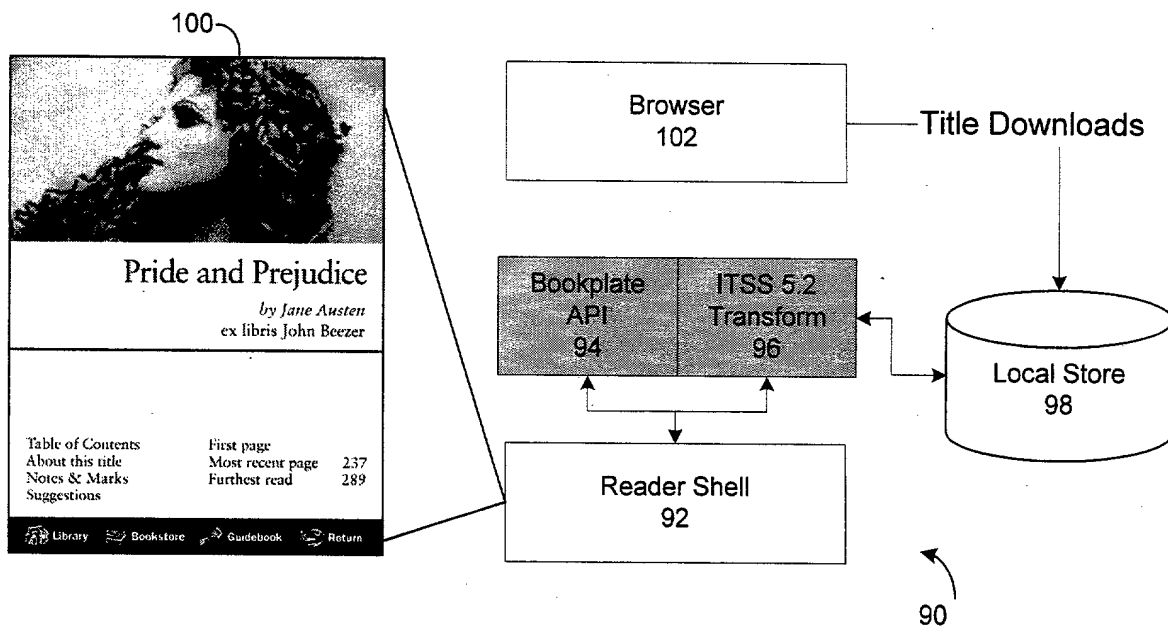 100
Pride and Prejudice
by Jane Austen
ex libris John Beezer
Table of Contents
About this title
Notes & Marks
Suggestions
First page
Most recent page 237
Furthest read 289
Library Bookstore Guidebook Return
Browser
102
Title Downloads
Bookplate
API
94
ITSS 5.2
Transform
96
Local Store
98
Reader Shell
92
90